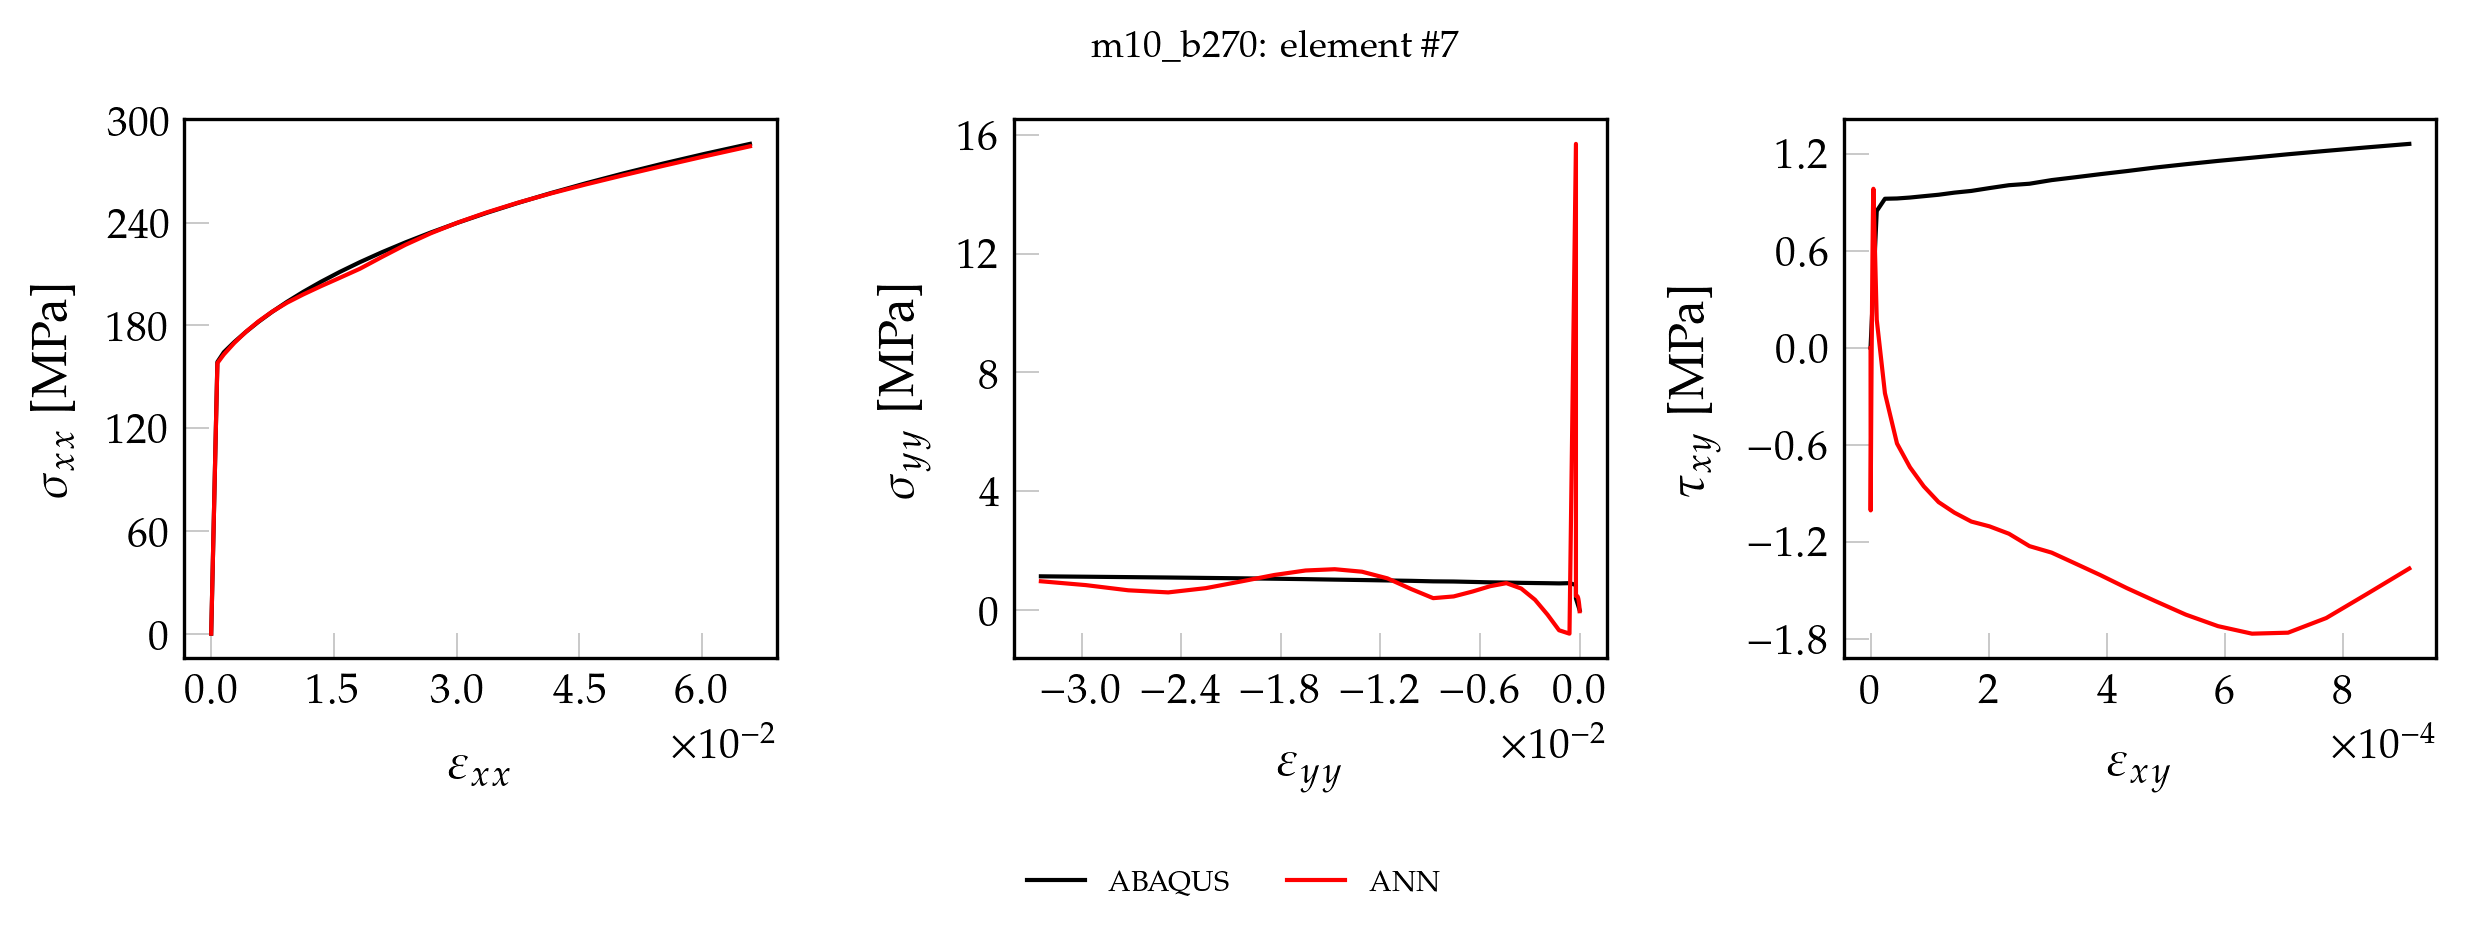 m10_b270: element #7
300
240
180
120
60
0
σxx [MPa]
0.0 1.5 3.0 4.5 6.0
×10−2
εxx
16
12
8
4
0
σyy [MPa]
−3.0 −2.4 −1.8 −1.2 −0.6 0.0
×10−2
εyy
1.2
0.6
0.0
−0.6
−1.2
−1.8
τxy [MPa]
0 2 4 6 8
×10−4
εxy
ABAQUS ANN